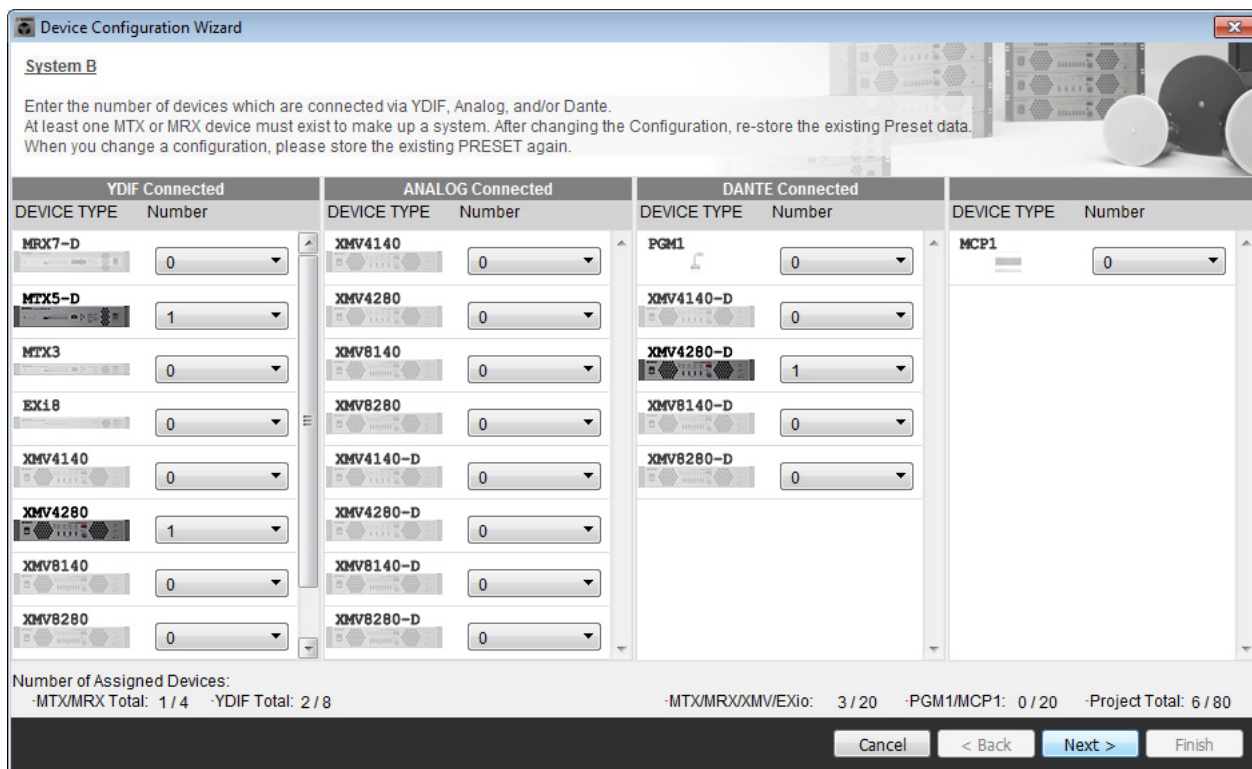 Device Configuration Wizard
System B
Enter the number of devices which are connected via YDIF, Analog, and/or Dante.
At least one MTX or MRX device must exist to make up a system. After changing the Configuration, re-store the existing Preset data.
When you change a configuration, please store the existing PRESET again.
YDIF Connected ANALOG Connected DANTE Connected
DEVICE TYPE Number DEVICE TYPE Number DEVICE TYPE Number DEVICE TYPE Number
MRX7-D 0 XMV4140 0 PGM1 0 MCP1 0
MTX5-D 1 XMV4280 0 XMV4140-D 0
MTX3 0 XMV8140 0 XMV4280-D 1
EXi8 0 XMV8280 0 XMV8140-D 0
XMV4140 0 XMV4140-D 0 XMV8280-D 0
XMV4280 1 XMV4280-D 0
XMV8140 0 XMV8140-D 0
XMV8280 0 XMV8280-D 0
Number of Assigned Devices:
·MTX/MRX Total: 1 / 4 ·YDIF Total: 2 / 8 ·MTX/MRX/XMV/EXio: 3 / 20 ·PGM1/MCP1: 0 / 20 ·Project Total: 6 / 80
Cancel < Back Next > Finish